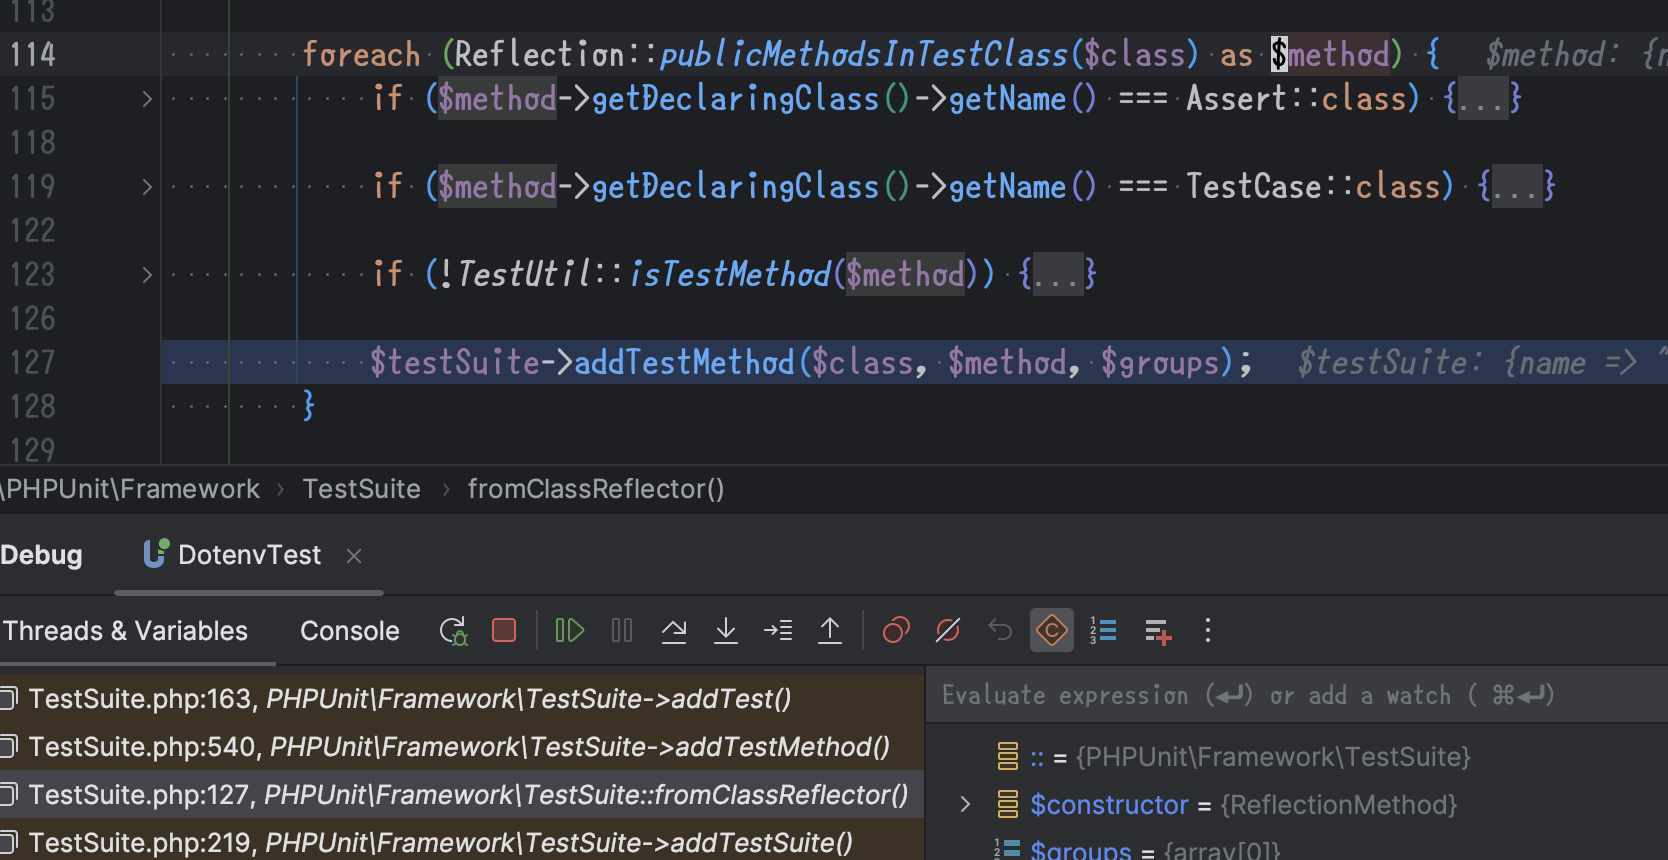 113
114 foreach (Reflection::publicMethodsInTestClass($class) as $method) { $method: {n
115 if ($method->getDeclaringClass()->getName() === Assert::class) {...}
118
119 if ($method->getDeclaringClass()->getName() === TestCase::class) {...}
122
123 if (!TestUtil::isTestMethod($method)) {...}
126
127 $testSuite->addTestMethod($class, $method, $groups); $testSuite: {name => "
128 }
129
\PHPUnit\Framework › TestSuite › fromClassReflector()
Debug DotenvTest ×
Threads & Variables Console
TestSuite.php:163, PHPUnit\Framework\TestSuite->addTest()
TestSuite.php:540, PHPUnit\Framework\TestSuite->addTestMethod()
TestSuite.php:127, PHPUnit\Framework\TestSuite::fromClassReflector()
TestSuite.php:219, PHPUnit\Framework\TestSuite->addTestSuite()
Evaluate expression (↵) or add a watch ( ⌘↵)
:: = {PHPUnit\Framework\TestSuite}
$constructor = {ReflectionMethod}
$groups = {array[0]}